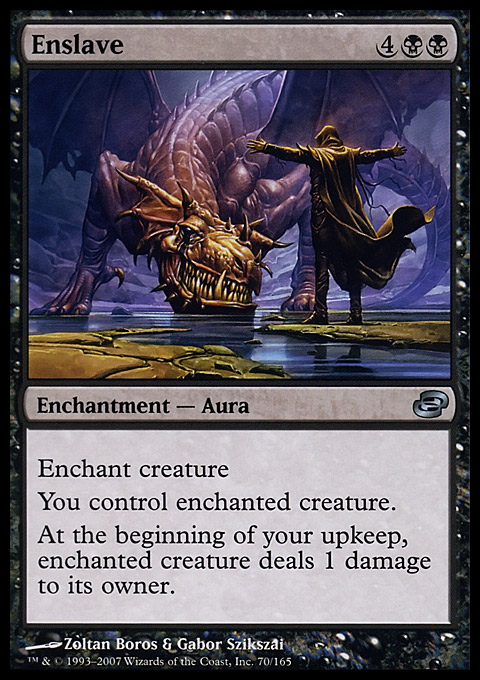 Enslave 4
Enchantment — Aura
Enchant creature
You control enchanted creature.
At the beginning of your upkeep,
enchanted creature deals 1 damage
to its owner.
Zoltan Boros & Gabor Szikszai
™ & © 1993–2007 Wizards of the Coast, Inc. 70/165